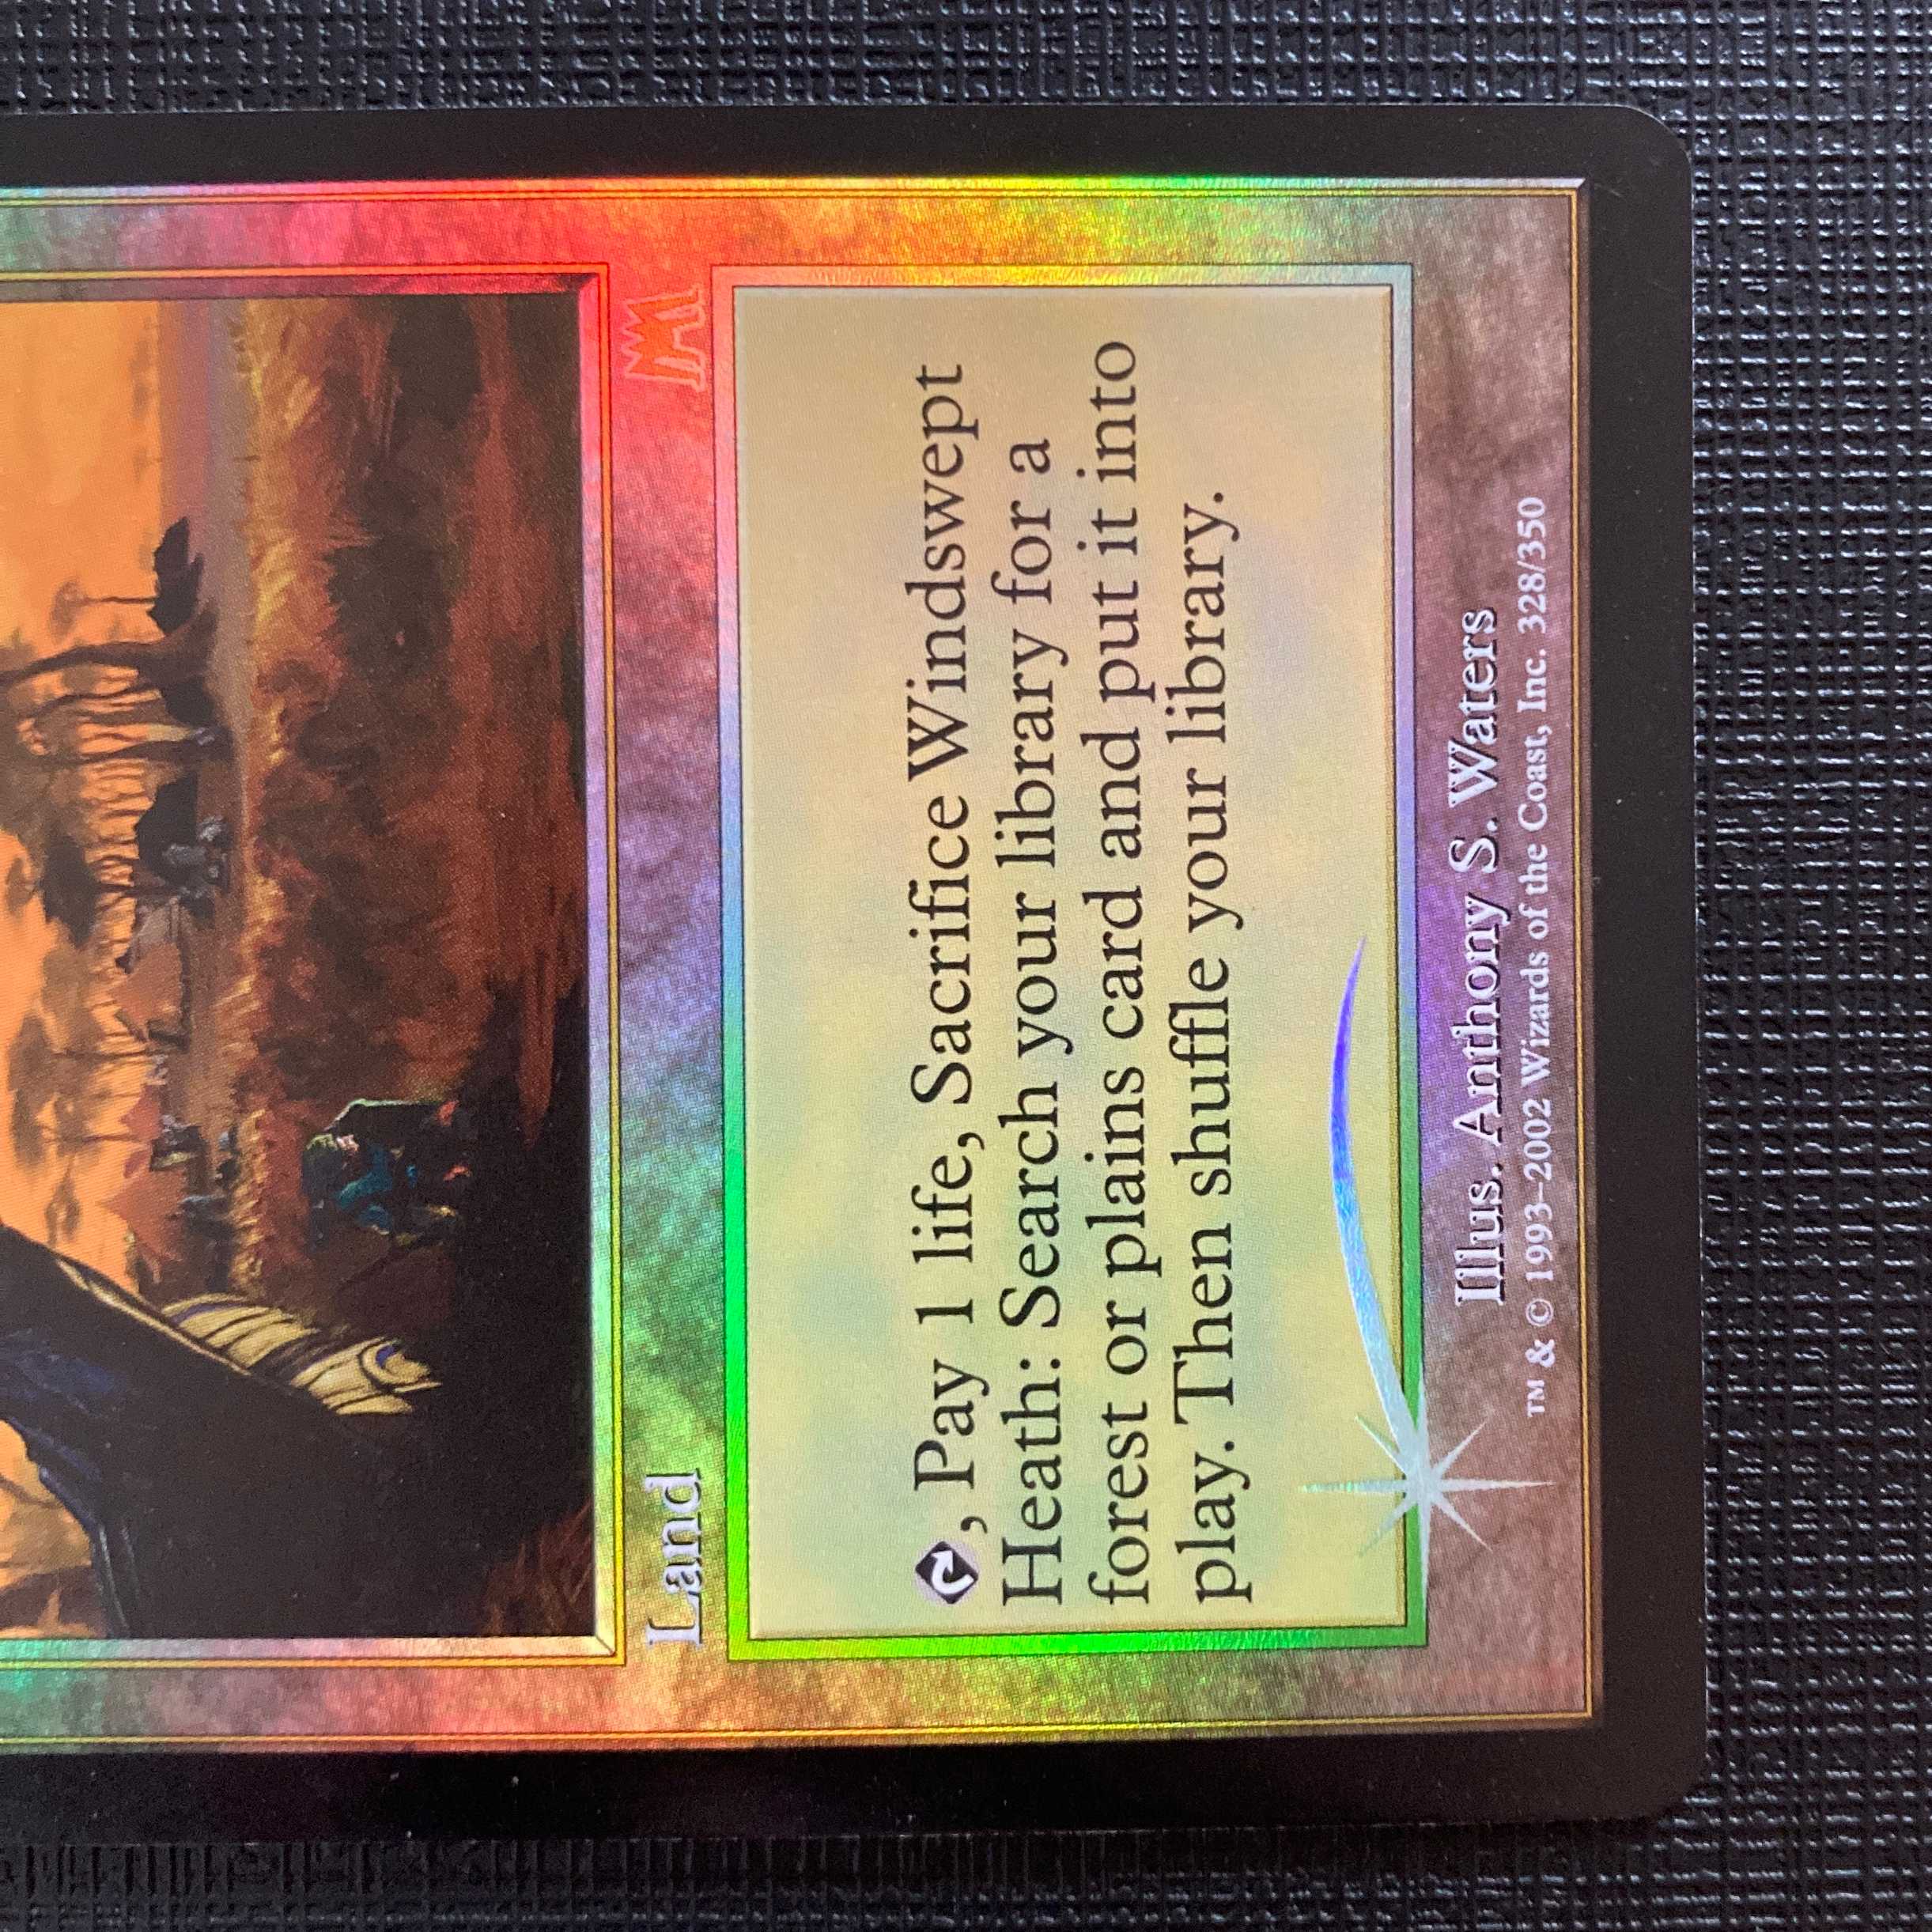 Land
, Pay 1 life, Sacrifice Windswept
Heath: Search your library for a
forest or plains card and put it into
play. Then shuffle your library.
Illus. Anthony S. Waters
™ & © 1993–2002 Wizards of the Coast, Inc. 328/350